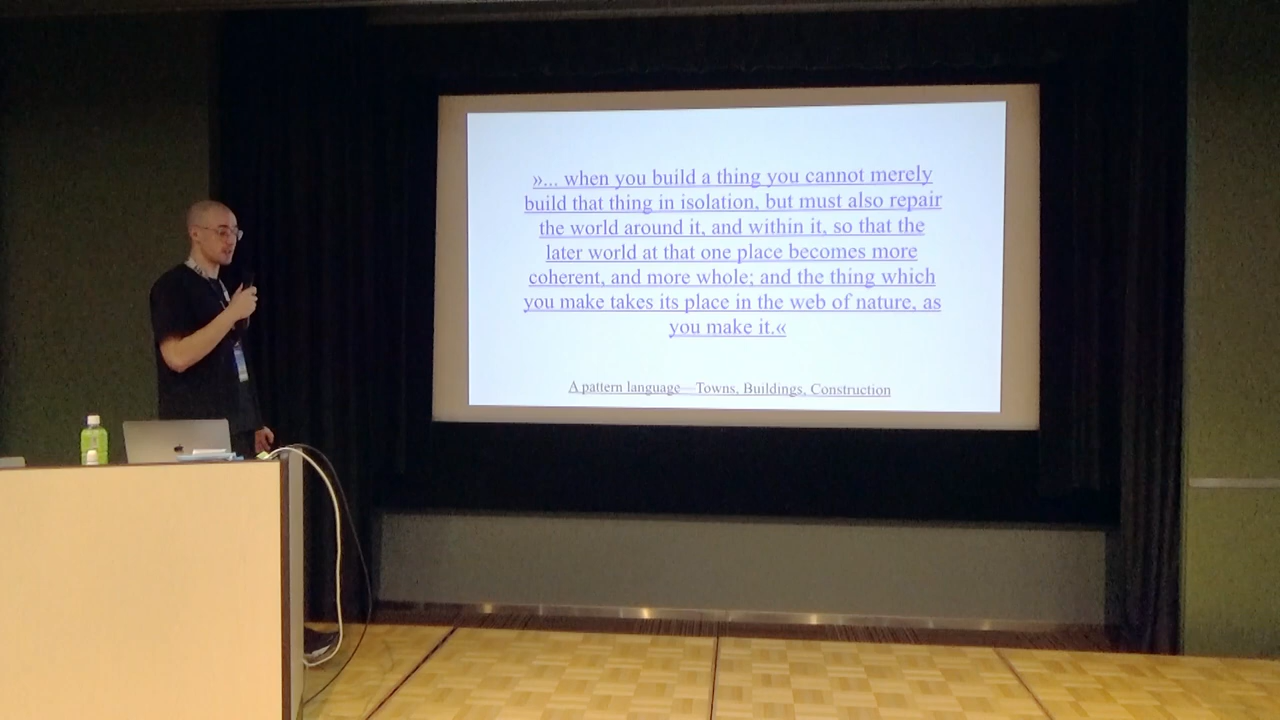 »... when you build a thing you cannot merely
build that thing in isolation, but must also repair
the world around it, and within it, so that the
later world at that one place becomes more
coherent, and more whole; and the thing which
you make takes its place in the web of nature, as
you make it.«
A pattern language—Towns, Buildings, Construction